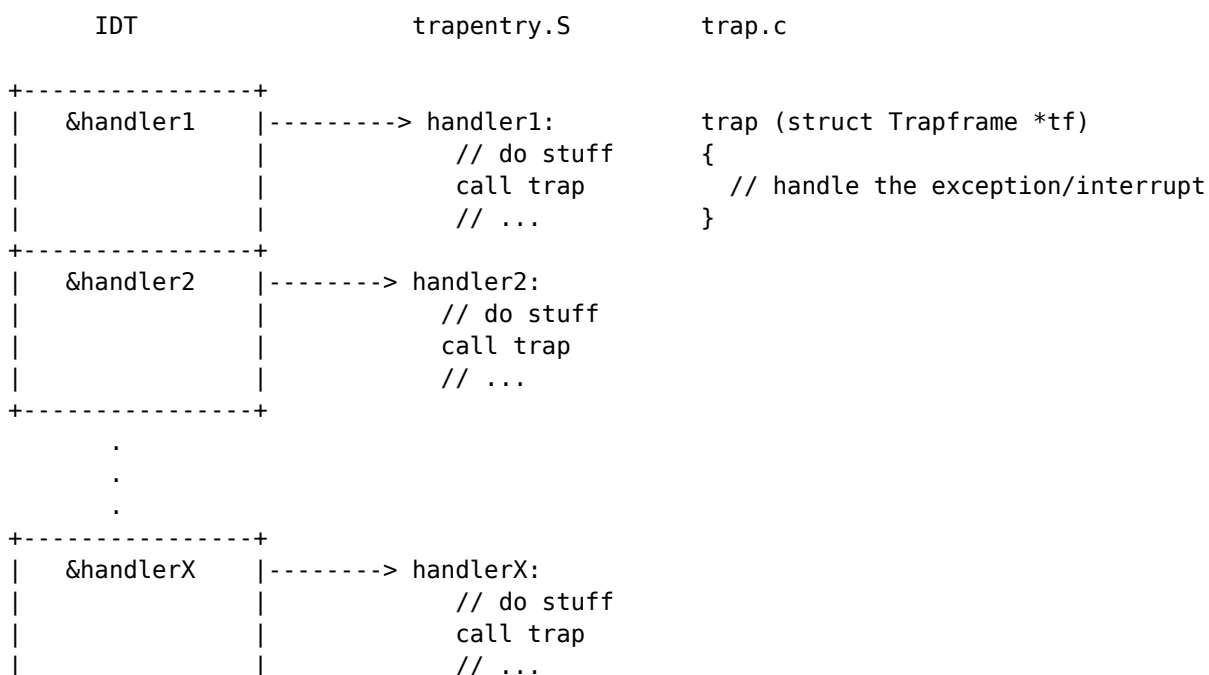 IDT trapentry.S trap.c
+----------------+
| &handler1 |---------> handler1: trap (struct Trapframe *tf)
| | // do stuff {
| | call trap // handle the exception/interrupt
| | // ... }
+----------------+
| &handler2 |--------> handler2:
| | // do stuff
| | call trap
| | // ...
+----------------+
.
.
.
+----------------+
| &handlerX |--------> handlerX:
| | // do stuff
| | call trap
| | // ...